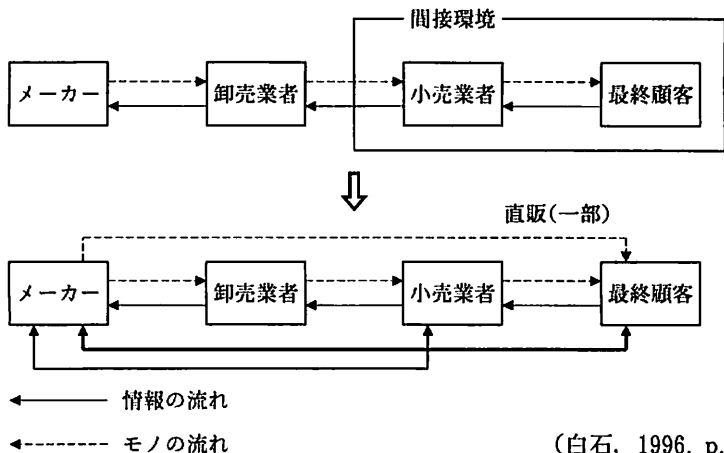 間接環境
メーカー 卸売業者 小売業者 最終顧客
直販(一部)
メーカー 卸売業者 小売業者 最終顧客
情報の流れ
モノの流れ (白石, 1996. p.